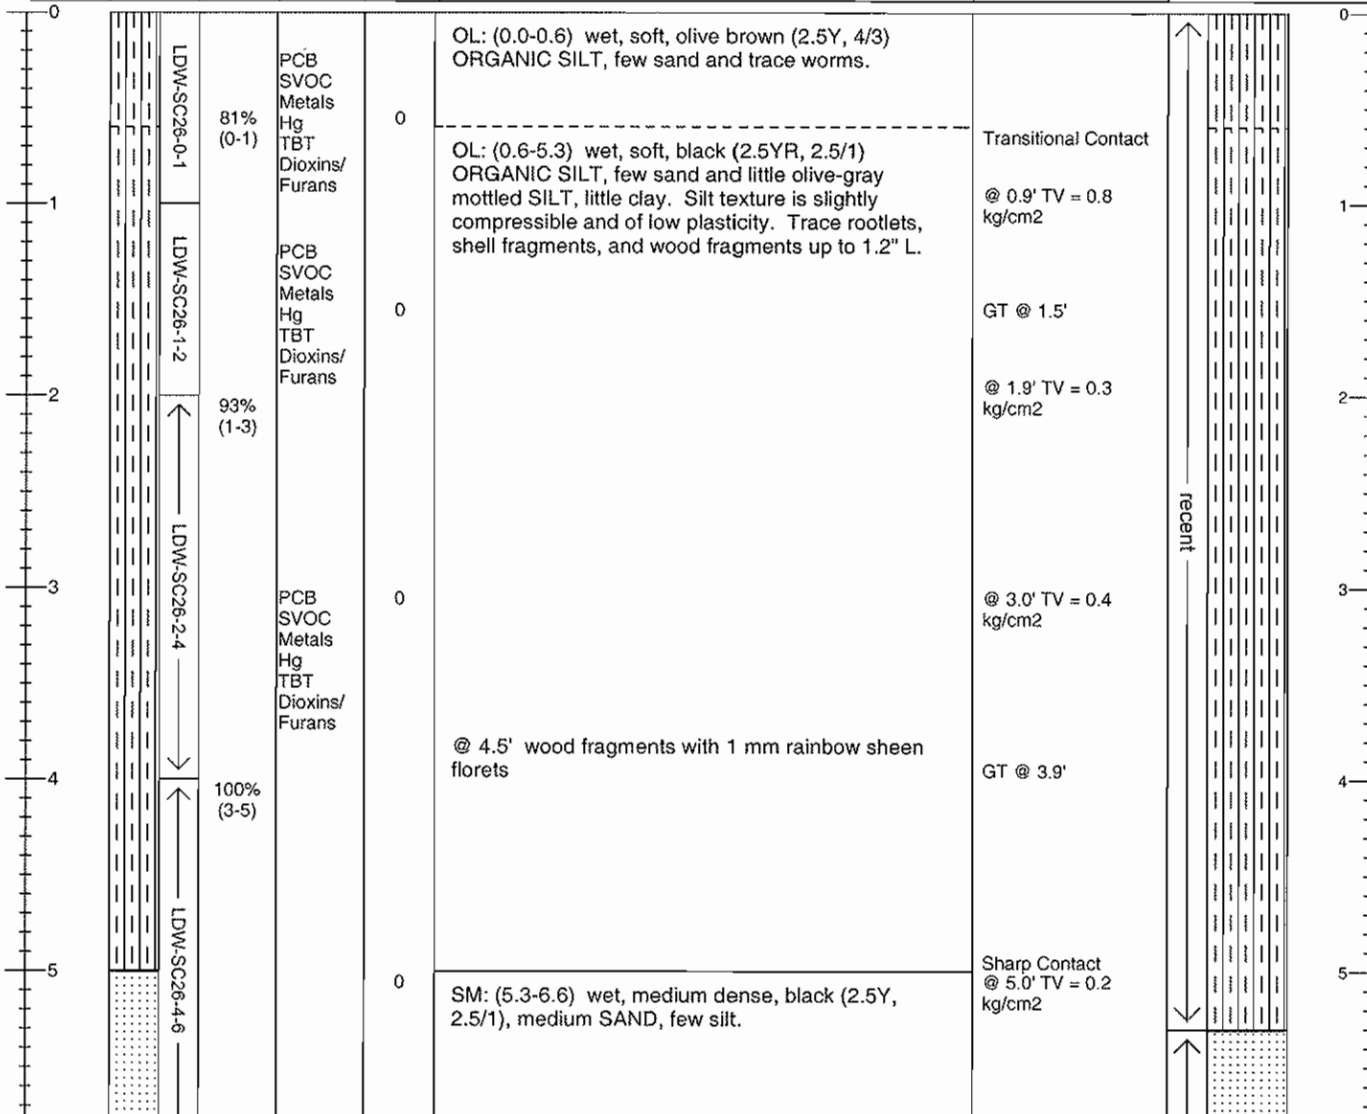 0
1
2
3
4
5
LDW-SC26-0-1
LDW-SC26-1-2
LDW-SC26-2-4
LDW-SC26-4-6
81%
(0-1)
93%
(1-3)
100%
(3-5)
PCB
SVOC
Metals
Hg
TBT
Dioxins/
Furans
PCB
SVOC
Metals
Hg
TBT
Dioxins/
Furans
PCB
SVOC
Metals
Hg
TBT
Dioxins/
Furans
0
0
0
0
OL: (0.0-0.6) wet, soft, olive brown (2.5Y, 4/3)
ORGANIC SILT, few sand and trace worms.
OL: (0.6-5.3) wet, soft, black (2.5YR, 2.5/1)
ORGANIC SILT, few sand and little olive-gray
mottled SILT, little clay. Silt texture is slightly
compressible and of low plasticity. Trace rootlets,
shell fragments, and wood fragments up to 1.2" L.
@ 4.5' wood fragments with 1 mm rainbow sheen
florets
SM: (5.3-6.6) wet, medium dense, black (2.5Y,
2.5/1), medium SAND, few silt.
Transitional Contact
@ 0.9' TV = 0.8
kg/cm2
GT @ 1.5'
@ 1.9' TV = 0.3
kg/cm2
@ 3.0' TV = 0.4
kg/cm2
GT @ 3.9'
Sharp Contact
@ 5.0' TV = 0.2
kg/cm2
recent
0
1
2
3
4
5